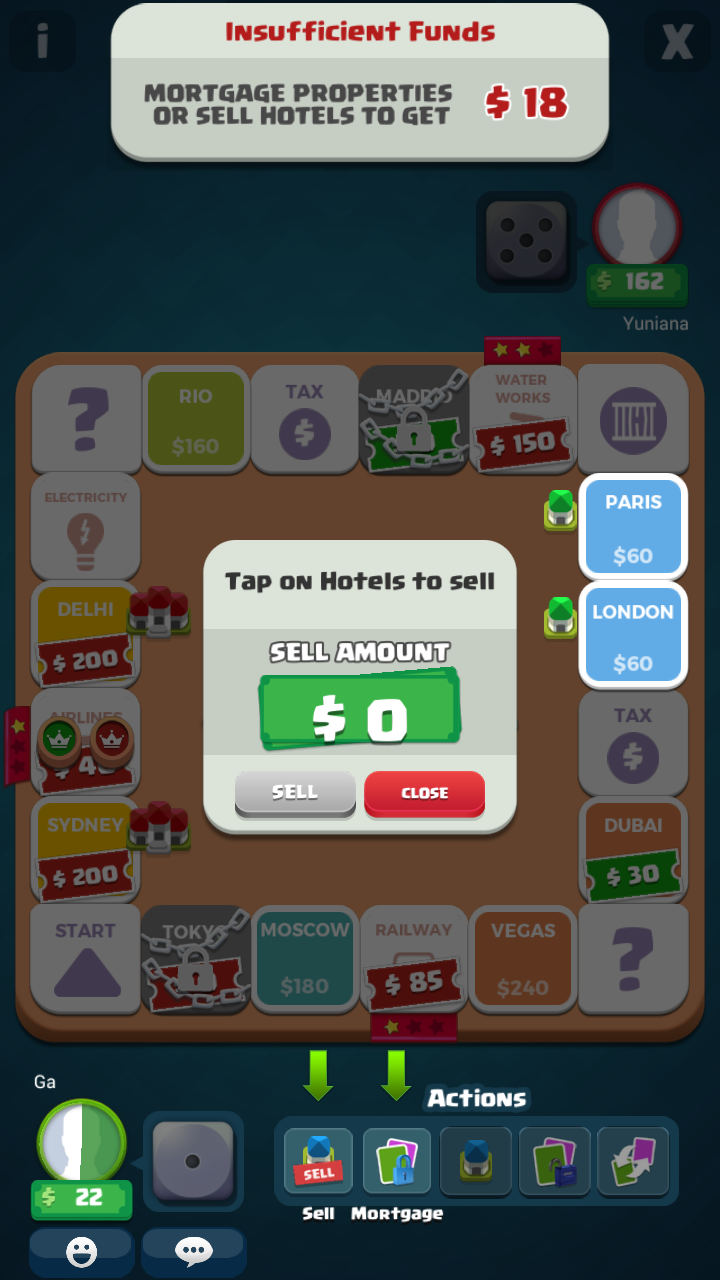 Insufficient Funds
i
X
MORTGAGE PROPERTIES
OR SELL HOTELS TO GET
$ 18
$ 162
Yuniana
?
RIO
$160
TAX
$
WATER
WORKS
$ 150
ELECTRICITY
PARIS
$60
Tap on Hotels to sell
DELHI
$ 200
LONDON
$60
SELL AMOUNT
$ 0
AIRLINES
TAX
$
SELL
CLOSE
SYDNEY
$ 200
DUBAI
$ 30
START
MOSCOW
$180
RAILWAY
$ 85
VEGAS
$240
?
Ga
Actions
SELL
$ 22
Sell
Mortgage